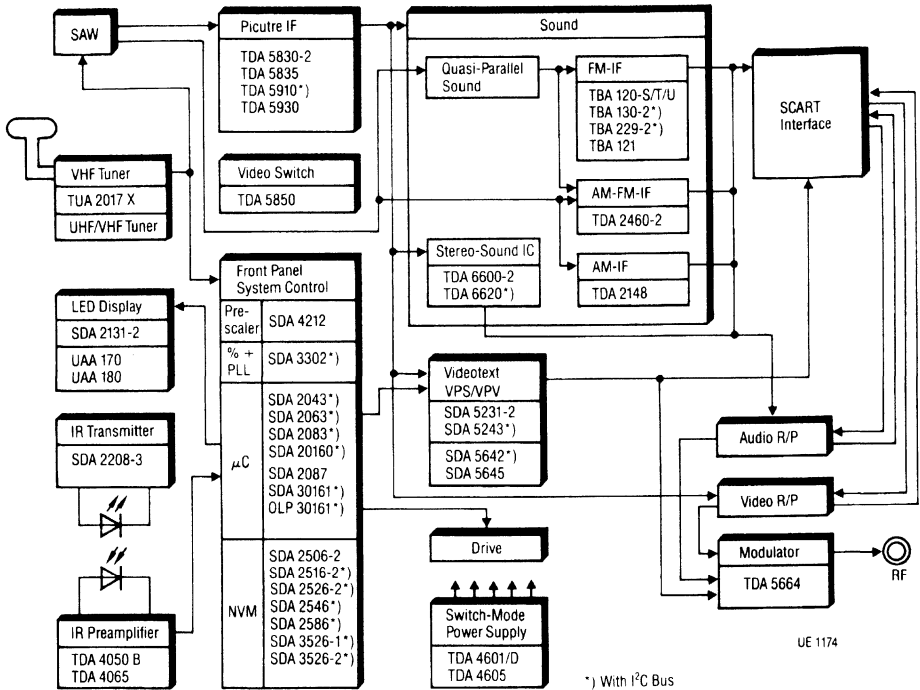 SAW
Picutre IF
TDA 5830-2
TDA 5835
TDA 5910*)
TDA 5930
Video Switch
TDA 5850
VHF Tuner
TUA 2017 X
UHF/VHF Tuner
Sound
Quasi-Parallel
Sound
FM-IF
TBA 120-S/T/U
TBA 130-2*)
TBA 229-2*)
TBA 121
AM-FM-IF
TDA 2460-2
Stereo-Sound IC
TDA 6600-2
TDA 6620*)
AM-IF
TDA 2148
SCART
Interface
LED Display
SDA 2131-2
UAA 170
UAA 180
IR Transmitter
SDA 2208-3
IR Preamplifier
TDA 4050 B
TDA 4065
Front Panel
System Control
Pre-
scaler
SDA 4212
% +
PLL
SDA 3302*)
µC
SDA 2043*)
SDA 2063*)
SDA 2083*)
SDA 20160*)
SDA 2087
SDA 30161*)
OLP 30161*)
NVM
SDA 2506-2
SDA 2516-2*)
SDA 2526-2*)
SDA 2546*)
SDA 2586*)
SDA 3526-1*)
SDA 3526-2*)
Videotext
VPS/VPV
SDA 5231-2
SDA 5243*)
SDA 5642*)
SDA 5645
Drive
Switch-Mode
Power Supply
TDA 4601/D
TDA 4605
Audio R/P
Video R/P
Modulator
TDA 5664
RF
UE 1174
*) With I²C Bus